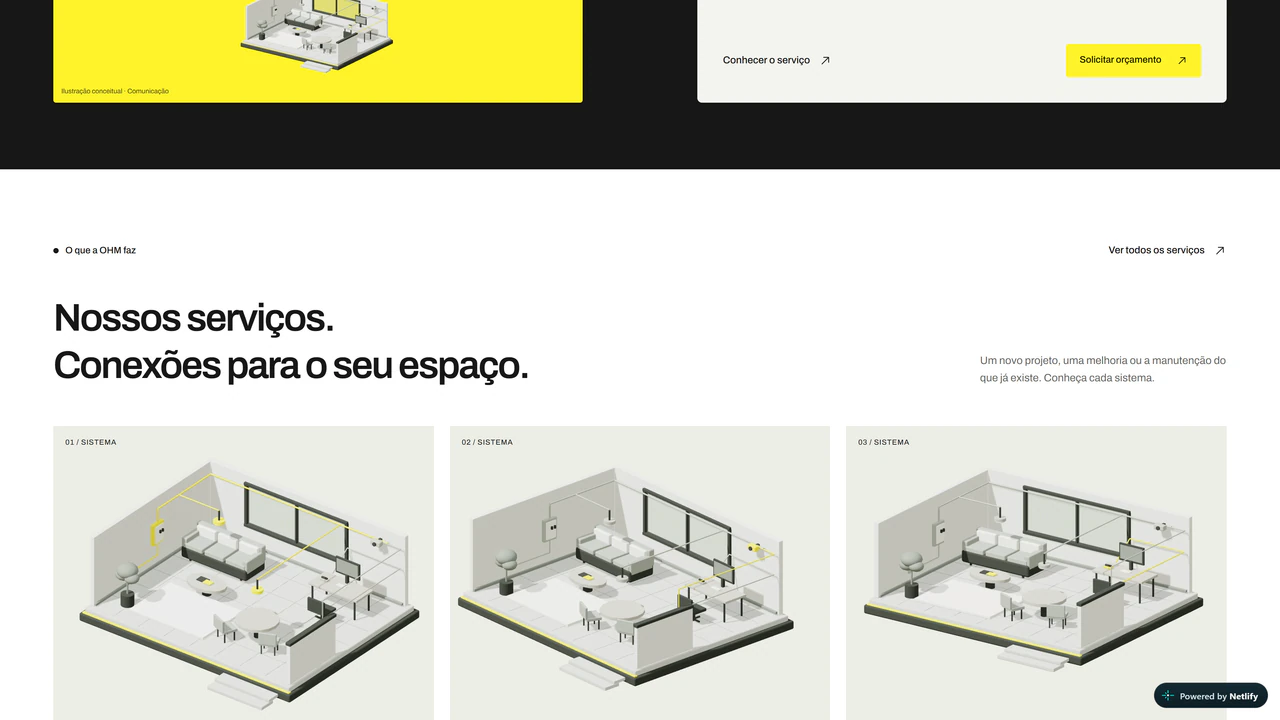 Ilustração conceitual · Comunicação
Conhecer o serviço
Solicitar orçamento
O que a OHM faz
Ver todos os serviços
Nossos serviços.
Conexões para o seu espaço.
Um novo projeto, uma melhoria ou a manutenção do
que já existe. Conheça cada sistema.
01 / SISTEMA
02 / SISTEMA
03 / SISTEMA
Powered by Netlify